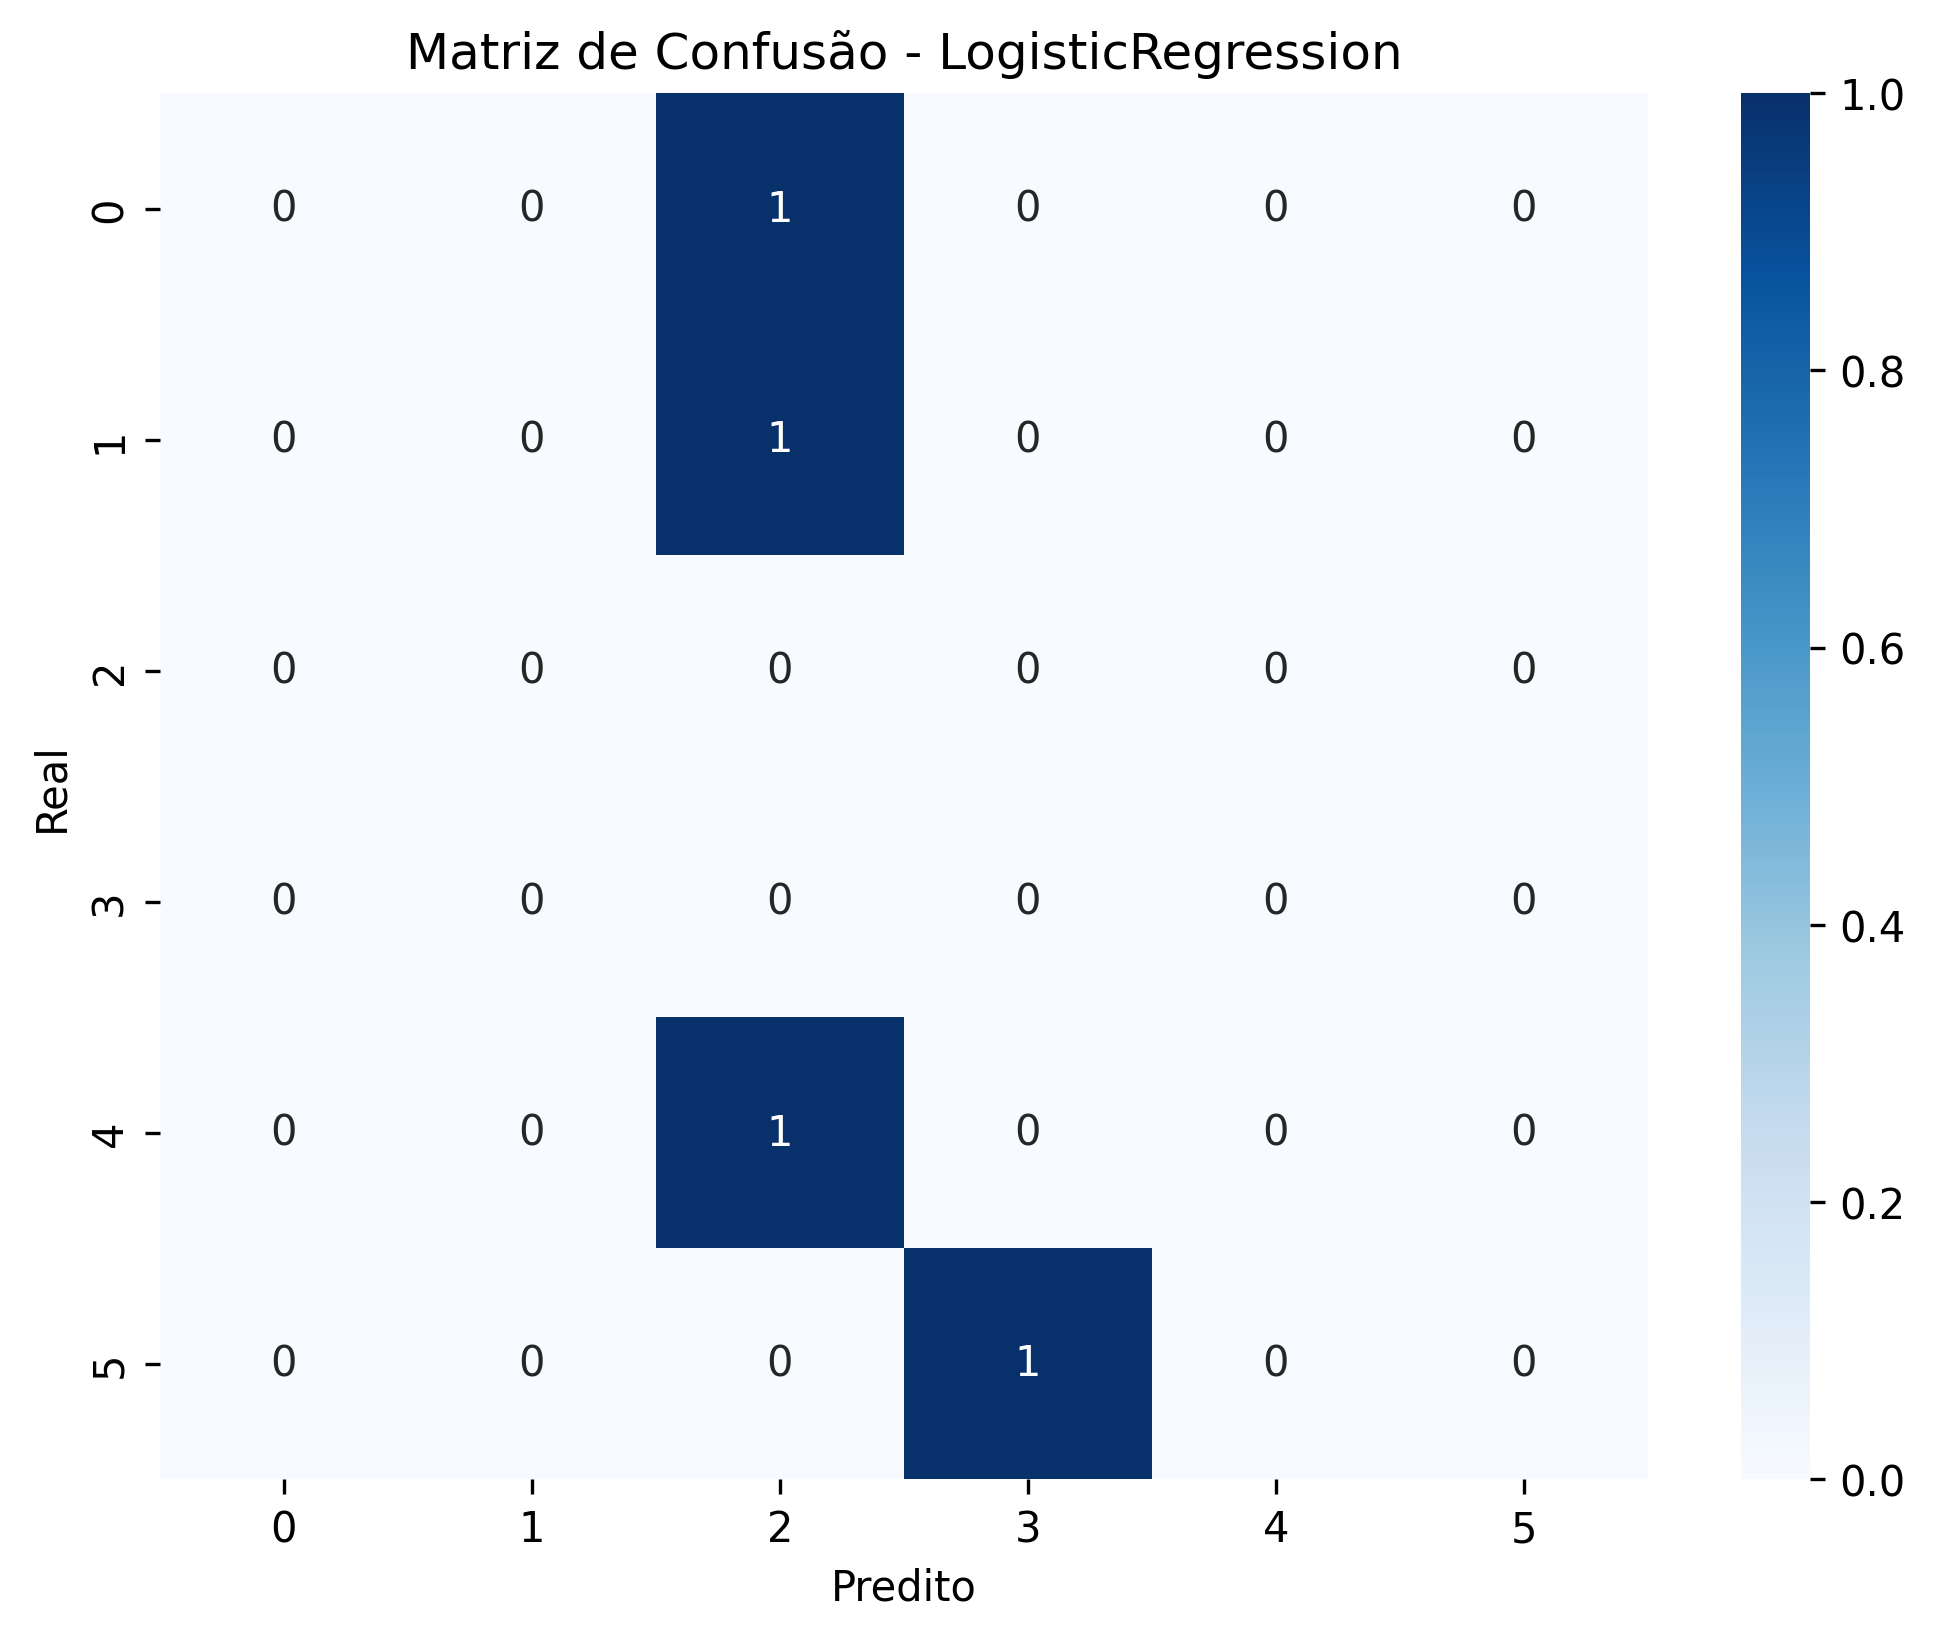 Matriz de Confusão - LogisticRegression
0 0 0 1 0 0 0
1 0 0 1 0 0 0
2 0 0 0 0 0 0
3 0 0 0 0 0 0
4 0 0 1 0 0 0
5 0 0 0 1 0 0
Real
0 1 2 3 4 5
Predito
1.0
0.8
0.6
0.4
0.2
0.0